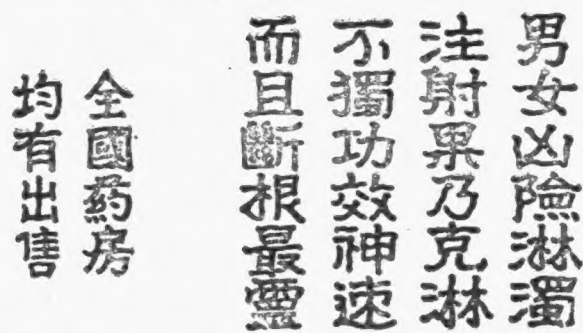 男女凶險淋濁
注射果乃克淋
不獨功效神速
而且斷根最靈
全國葯房
均有出售